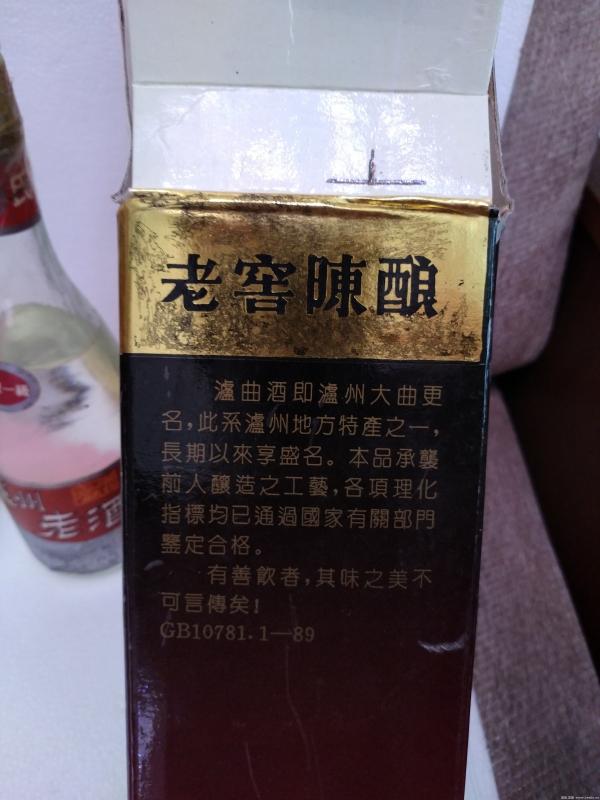 老窖陳酿
瀘曲酒即瀘州大曲更
名,此系瀘州地方特產之一,
長期以來享盛名。本品承襲
前人釀造之工藝,各項理化
指標均已通過國家有關部門
鑒定合格。
有善飲者,其味之美不
可言傳矣!
GB10781.1—89
州
老酒